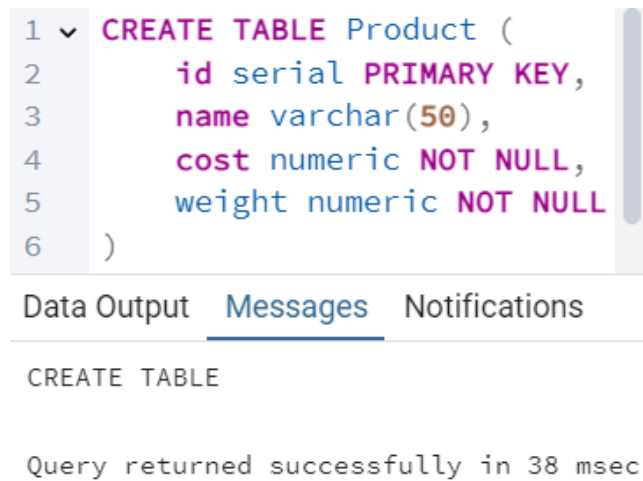 1 CREATE TABLE Product (
2 id serial PRIMARY KEY,
3 name varchar(50),
4 cost numeric NOT NULL,
5 weight numeric NOT NULL
6 )
Data Output Messages Notifications
CREATE TABLE
Query returned successfully in 38 msec